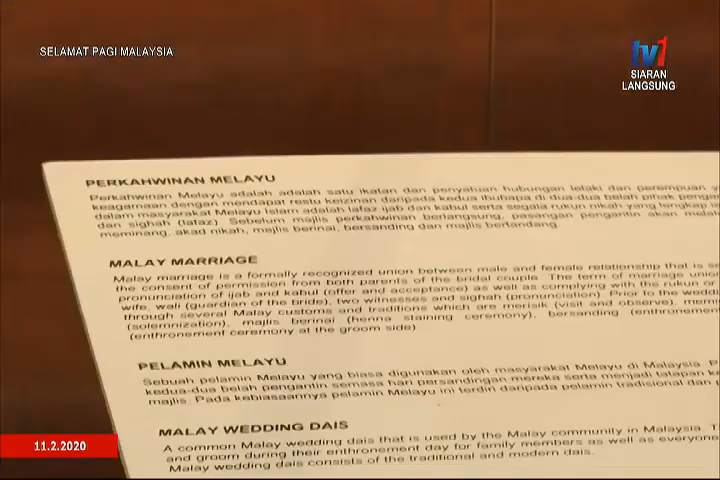 SELAMAT PAGI MALAYSIA
tv1
SIARAN
LANGSUNG
PERKAHWINAN MELAYU
Perkahwinan Melayu adalah adalah satu ikatan dan penyatuan hubungan lelaki dan perempuan
keagamaan dengan mendapat restu keizinan daripada kedua ibubapa di dua-dua belah pihak
dalam masyarakat Melayu Islam adalah lafaz ijab dan kabul serta segala rukun nikah yang lengkap
dan sighah (lafaz). Sebelum majlis perkahwinan berlangsung, pasangan pengantin akan
meminang, akad nikah, majlis berinai, bersanding dan majlis bertandang.
MALAY MARRIAGE
Malay marriage is a formally recognized union between male and female relationship that is
the consent of permission from both parents of the bridal couple. The term of marriage union
pronunciation of ijab and kabul (offer and acceptance) as well as complying with the rukun
wife, wali (guardian of the bride), two witnesses and sighah (pronunciation). Prior to the
through several Malay customs and traditions which are merisik (visit and observe),
(solemnization), majlis berinai (henna staining ceremony), bersanding
(enthronement ceremony at the groom side).
PELAMIN MELAYU
Sebuah pelamin Melayu yang biasa digunakan oleh masyarakat Melayu di Malaysia.
kedua-dua belah pengantin semasa hari persandingan mereka serta menjadi tatapan
majlis. Pada kebiasaannya pelamin Melayu ini terdiri daripada pelamin tradisional dan
MALAY WEDDING DAIS
A common Malay wedding dais that is used by the Malay community in Malaysia.
and groom during their enthronement day for family members as well as everyone
Malay wedding dais consists of the traditional and modern dais.
11.2.2020